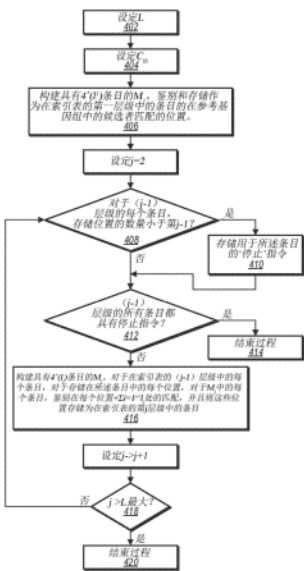 设定L
402
设定C
404
构建具有4^(l¹)条目的M，鉴别和存储作
为在索引表的第一层级中的条目的在参考基
因组中的候选者匹配的位置。
406
设定j=2
对于（j-1）
层级的每个条目，
存储位置的数量小于第j-1？
408
是
存储用于所述条目
的“停止”指令
410
否
（j-1）
层级的所有条目都
具有停止指令？
412
是
结束过程
414
否
条目的M，对于在索引表的（j-1）层级中的每
个条目，对于存储在所述条目中的每个位置，对于M中的每
个条目，鉴别在每个位置
处的匹配，并且将这些位
置存储为在索引表的第j层级中的条目
416
设定j->j+1
否
j >L最大？
418
是
结束过程
420